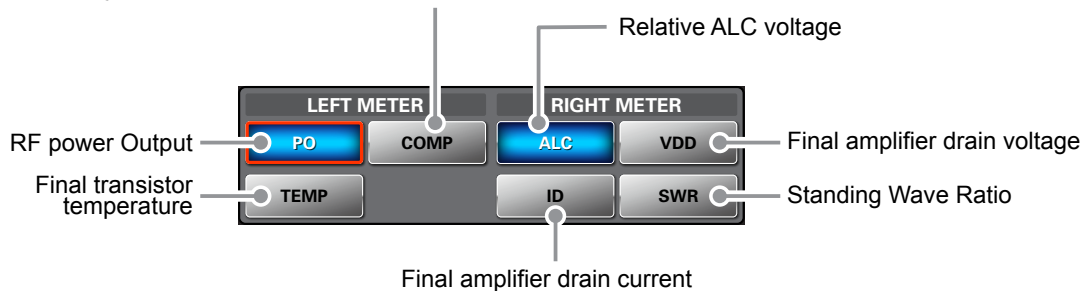 Relative ALC voltage
LEFT METER RIGHT METER
RF power Output PO COMP ALC VDD Final amplifier drain voltage
Final transistor
temperature TEMP ID SWR Standing Wave Ratio
Final amplifier drain current